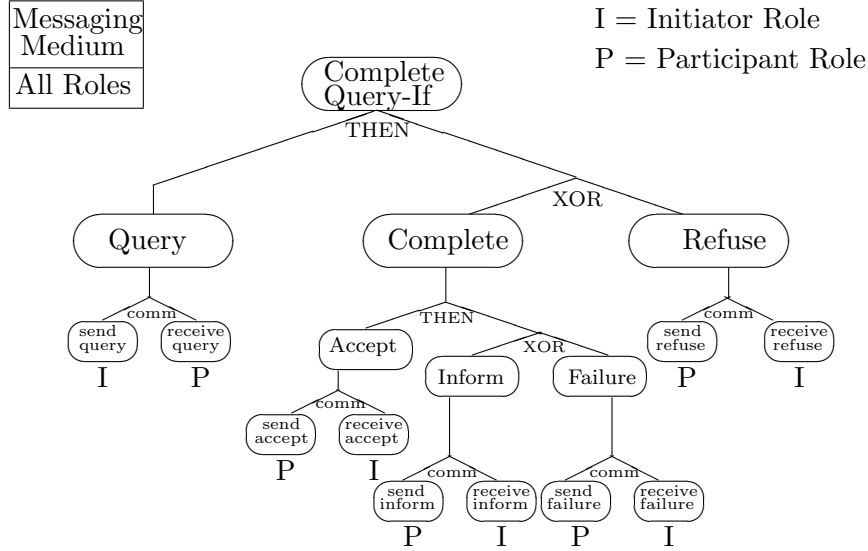 Messaging
Medium
All Roles
I = Initiator Role
P = Participant Role
Complete
Query-If
THEN
XOR
Query
Complete
Refuse
comm
send
query
receive
query
I
P
THEN
comm
send
refuse
receive
refuse
P
I
Accept
XOR
Inform
Failure
comm
send
accept
receive
accept
P
I
comm
send
inform
receive
inform
P
I
comm
send
failure
receive
failure
P
I